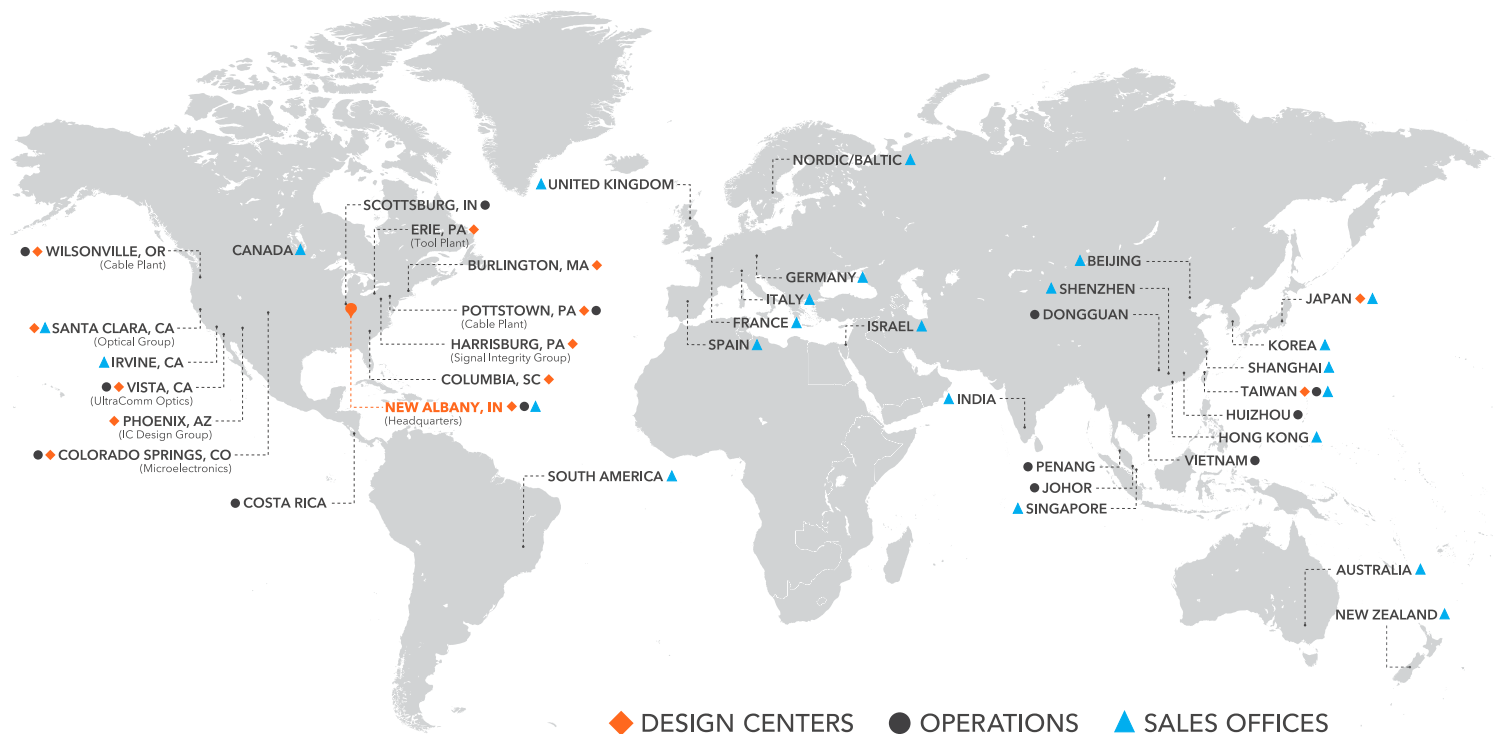 NORDIC/BALTIC
UNITED KINGDOM
SCOTTSBURG, IN
ERIE, PA
(Tool Plant)
WILSONVILLE, OR
(Cable Plant)
CANADA
BURLINGTON, MA
POTTSTOWN, PA
(Cable Plant)
SANTA CLARA, CA
(Optical Group)
HARRISBURG, PA
(Signal Integrity Group)
IRVINE, CA
COLUMBIA, SC
VISTA, CA
(UltraComm Optics)
NEW ALBANY, IN
(Headquarters)
PHOENIX, AZ
(IC Design Group)
COLORADO SPRINGS, CO
(Microelectronics)
COSTA RICA
SOUTH AMERICA
GERMANY
ITALY
FRANCE
SPAIN
ISRAEL
INDIA
BEIJING
SHENZHEN
DONGGUAN
JAPAN
KOREA
SHANGHAI
TAIWAN
HUIZHOU
HONG KONG
VIETNAM
PENANG
JOHOR
SINGAPORE
AUSTRALIA
NEW ZEALAND
DESIGN CENTERS
OPERATIONS
SALES OFFICES